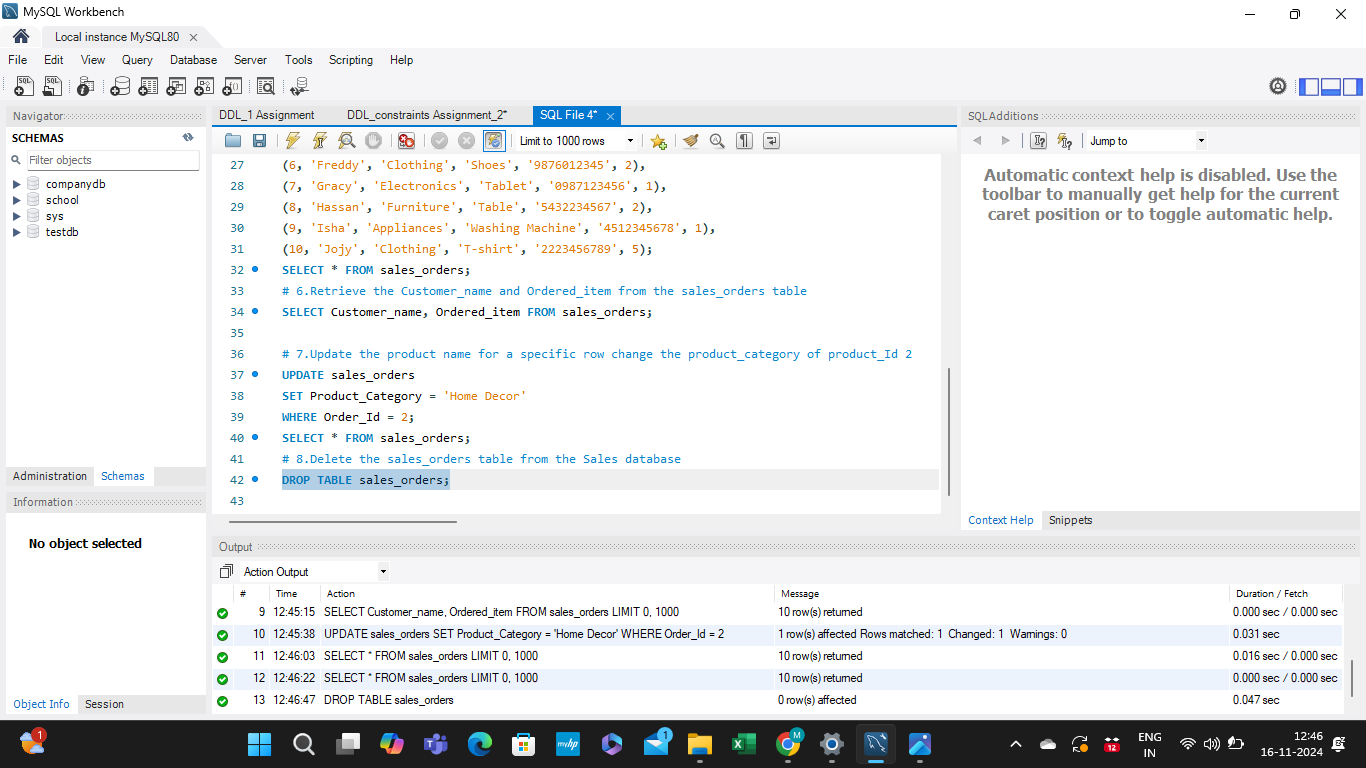 MySQL Workbench
Local instance MySQL80
File Edit View Query Database Server Tools Scripting Help
Navigator
SCHEMAS
Filter objects
companydb
school
sys
testdb
Administration Schemas
Information
No object selected
Object Info Session
DDL_1 Assignment DDL_constraints Assignment_2* SQL File 4*
Limit to 1000 rows
27 (6, 'Freddy', 'Clothing', 'Shoes', '9876012345', 2),
28 (7, 'Gracy', 'Electronics', 'Tablet', '0987123456', 1),
29 (8, 'Hassan', 'Furniture', 'Table', '5432234567', 2),
30 (9, 'Isha', 'Appliances', 'Washing Machine', '4512345678', 1),
31 (10, 'Jojy', 'Clothing', 'T-shirt', '2223456789', 5);
32 SELECT * FROM sales_orders;
33 # 6.Retrieve the Customer_name and Ordered_item from the sales_orders table
34 SELECT Customer_name, Ordered_item FROM sales_orders;
35
36 # 7.Update the product name for a specific row change the product_category of product_Id 2
37 UPDATE sales_orders
38 SET Product_Category = 'Home Decor'
39 WHERE Order_Id = 2;
40 SELECT * FROM sales_orders;
41 # 8.Delete the sales_orders table from the Sales database
42 DROP TABLE sales_orders;
43
SQLAdditions
Jump to
Automatic context help is disabled. Use the
toolbar to manually get help for the current
caret position or to toggle automatic help.
Context Help Snippets
Output
Action Output
# Time Action Message Duration / Fetch
9 12:45:15 SELECT Customer_name, Ordered_item FROM sales_orders LIMIT 0, 1000 10 row(s) returned 0.000 sec / 0.000 sec
10 12:45:38 UPDATE sales_orders SET Product_Category = 'Home Decor' WHERE Order_Id = 2 1 row(s) affected Rows matched: 1 Changed: 1 Warnings: 0 0.031 sec
11 12:46:03 SELECT * FROM sales_orders LIMIT 0, 1000 10 row(s) returned 0.016 sec / 0.000 sec
12 12:46:22 SELECT * FROM sales_orders LIMIT 0, 1000 10 row(s) returned 0.000 sec / 0.000 sec
13 12:46:47 DROP TABLE sales_orders 0 row(s) affected 0.047 sec
1
myhp
1
M
12
ENG
IN
12:46
16-11-2024